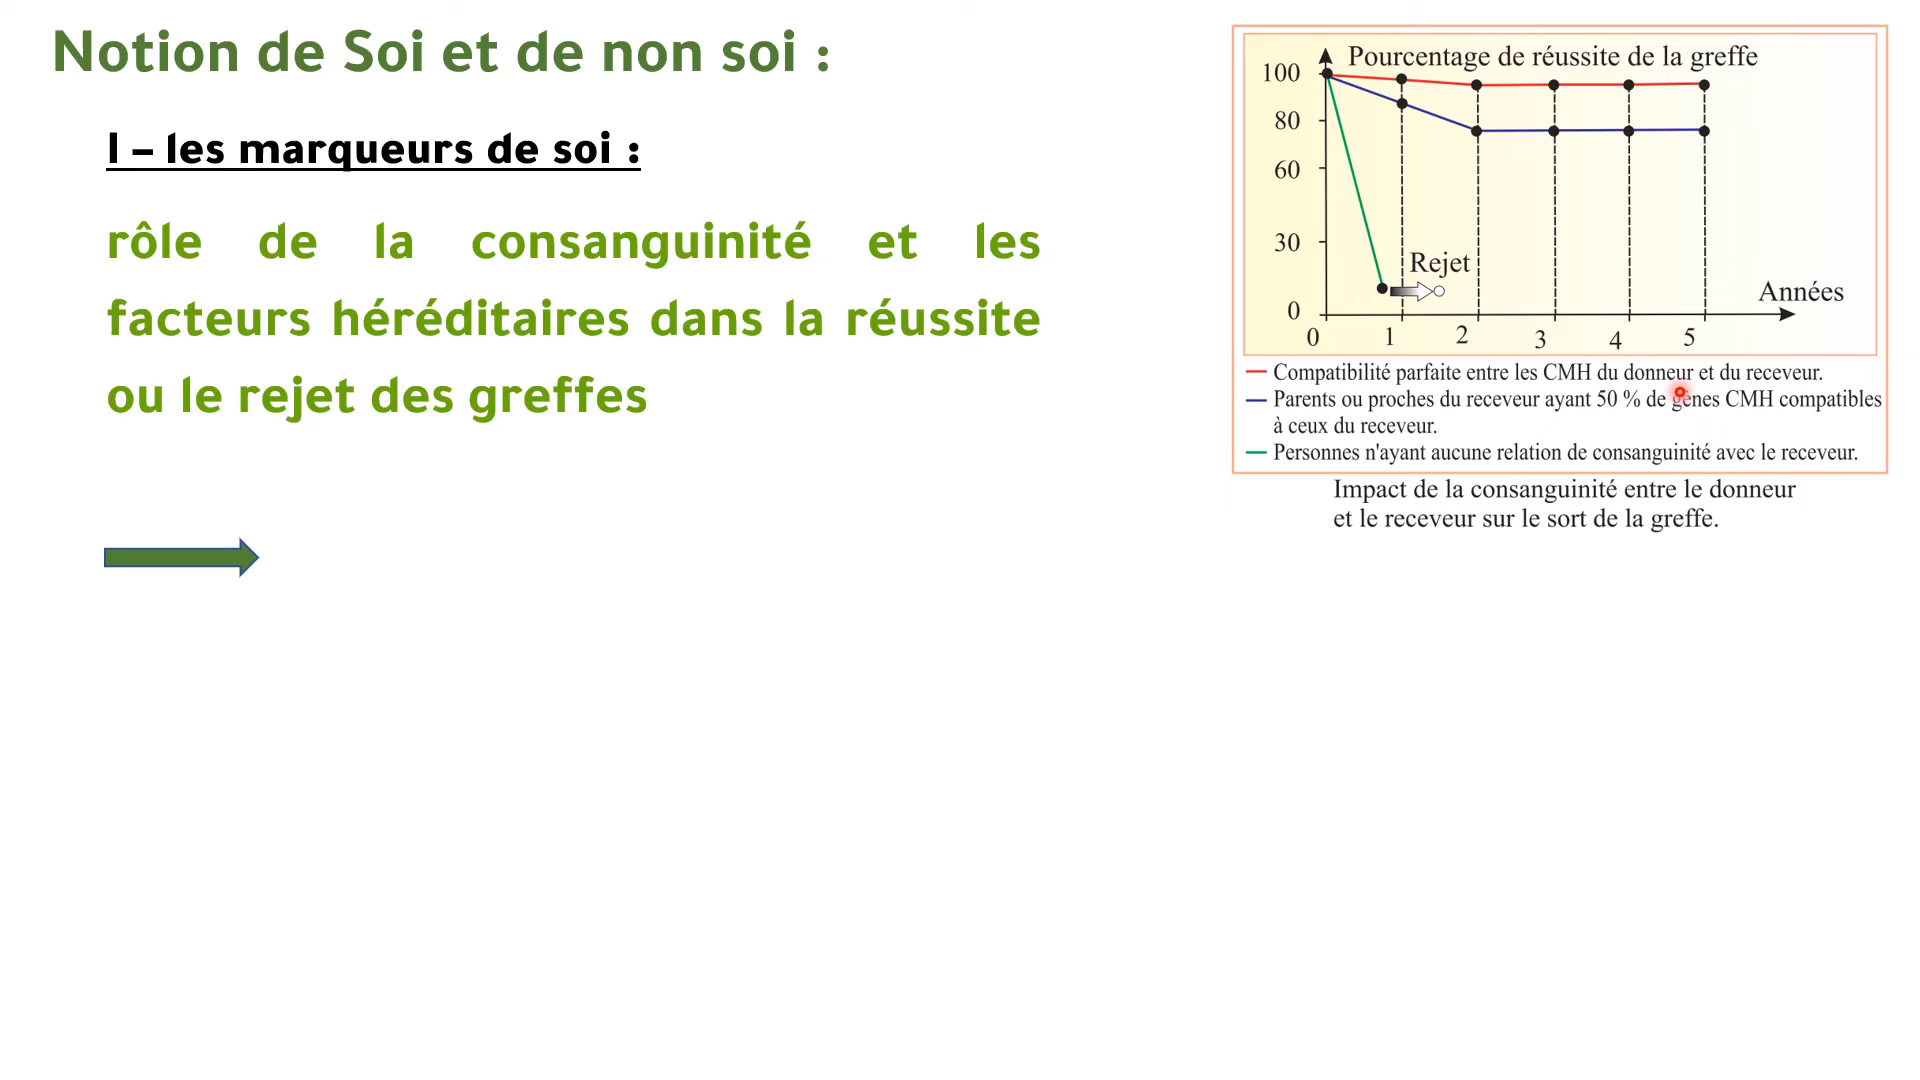 Notion de Soi et de non soi :
I – les marqueurs de soi :
rôle de la consanguinité et les
facteurs héréditaires dans la réussite
ou le rejet des greffes
Pourcentage de réussite de la greffe
100
80
60
30
0
Rejet
Années
0 1 2 3 4 5
Compatibilité parfaite entre les CMH du donneur et du receveur.
Parents ou proches du receveur ayant 50 % de gènes CMH compatibles
à ceux du receveur.
Personnes n'ayant aucune relation de consanguinité avec le receveur.
Impact de la consanguinité entre le donneur
et le receveur sur le sort de la greffe.